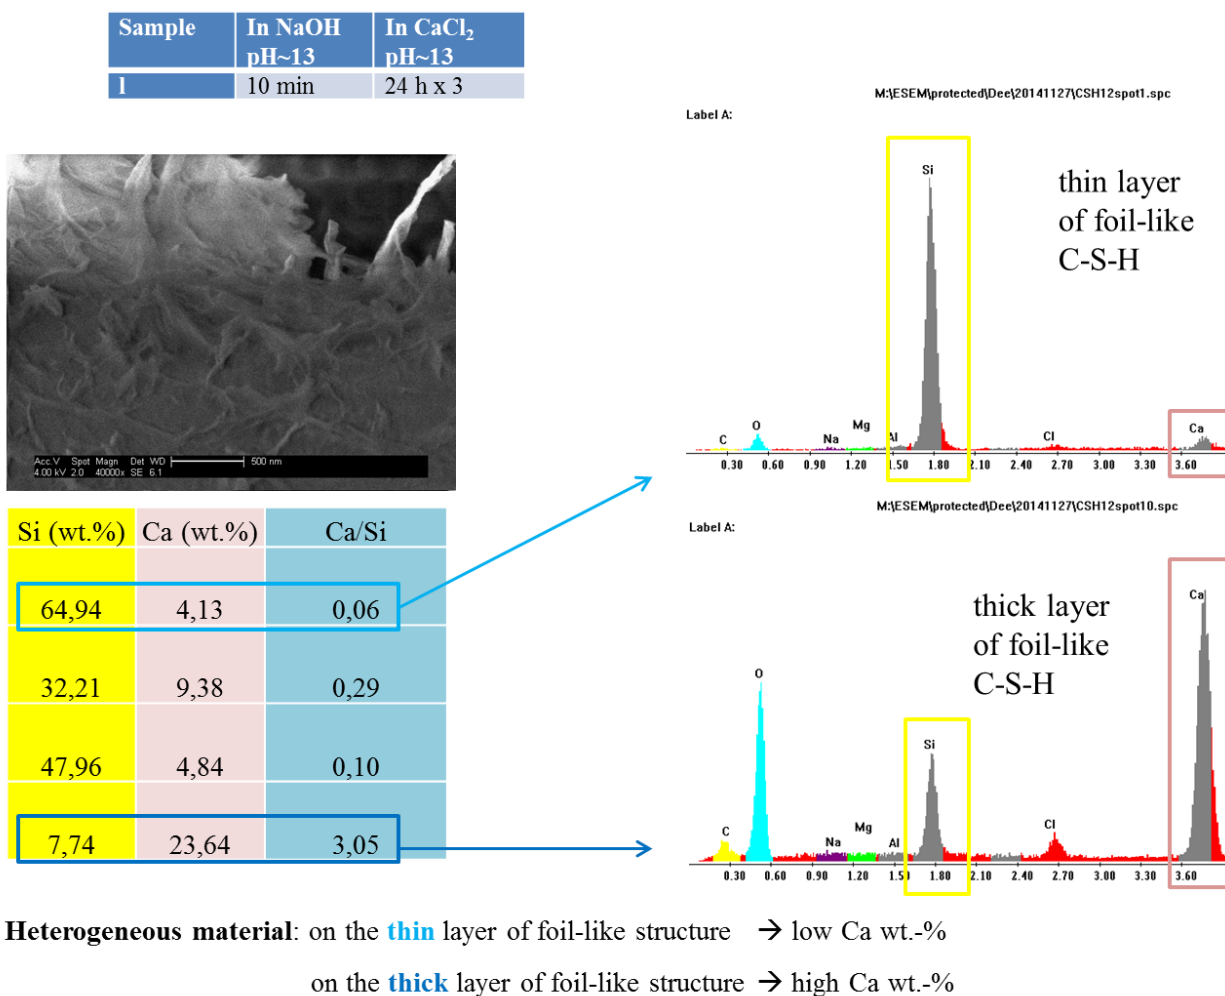 Sample In NaOH pH~13 In CaCl₂ pH~13
1 10 min 24 h x 3
M:\ESEM\protected\Dee\20141127\CSH12spot1.spc
Label A:
Si
thin layer
of foil-like
C-S-H
C O Na Mg Al Cl Ca
0.30 0.60 0.90 1.20 1.50 1.80 2.10 2.40 2.70 3.00 3.30 3.60
Acc.V Spot Magn Det WD 500 nm
4.00 kV 2.0 40000x SE 6.1
M:\ESEM\protected\Dee\20141127\CSH12spot10.spc
Label A:
Ca
thick layer
of foil-like
C-S-H
O
Si
C Na Mg Al Cl
0.30 0.60 0.90 1.20 1.50 1.80 2.10 2.40 2.70 3.00 3.30 3.60
Si (wt.%) Ca (wt.%) Ca/Si
64,94 4,13 0,06
32,21 9,38 0,29
47,96 4,84 0,10
7,74 23,64 3,05
Heterogeneous material: on the thin layer of foil-like structure → low Ca wt.-%
on the thick layer of foil-like structure → high Ca wt.-%